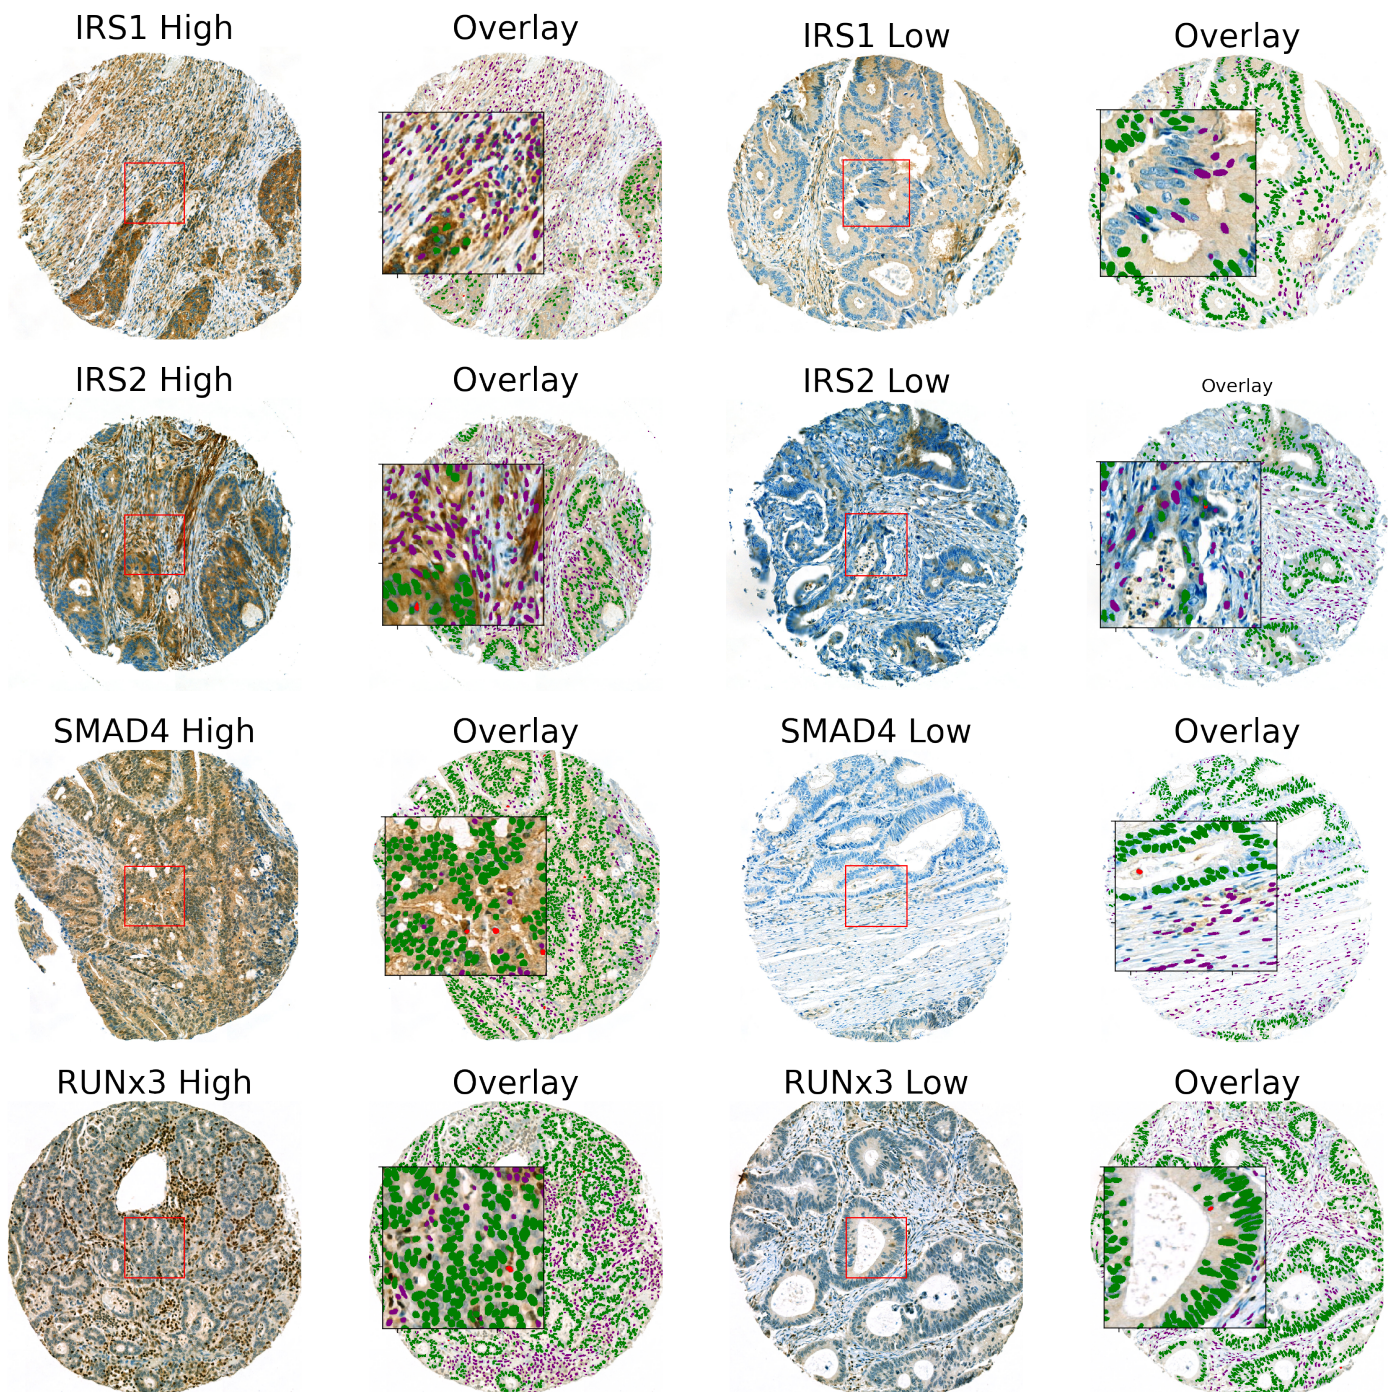 IRS1 High Overlay IRS1 Low Overlay
IRS2 High Overlay IRS2 Low Overlay
SMAD4 High Overlay SMAD4 Low Overlay
RUNx3 High Overlay RUNx3 Low Overlay